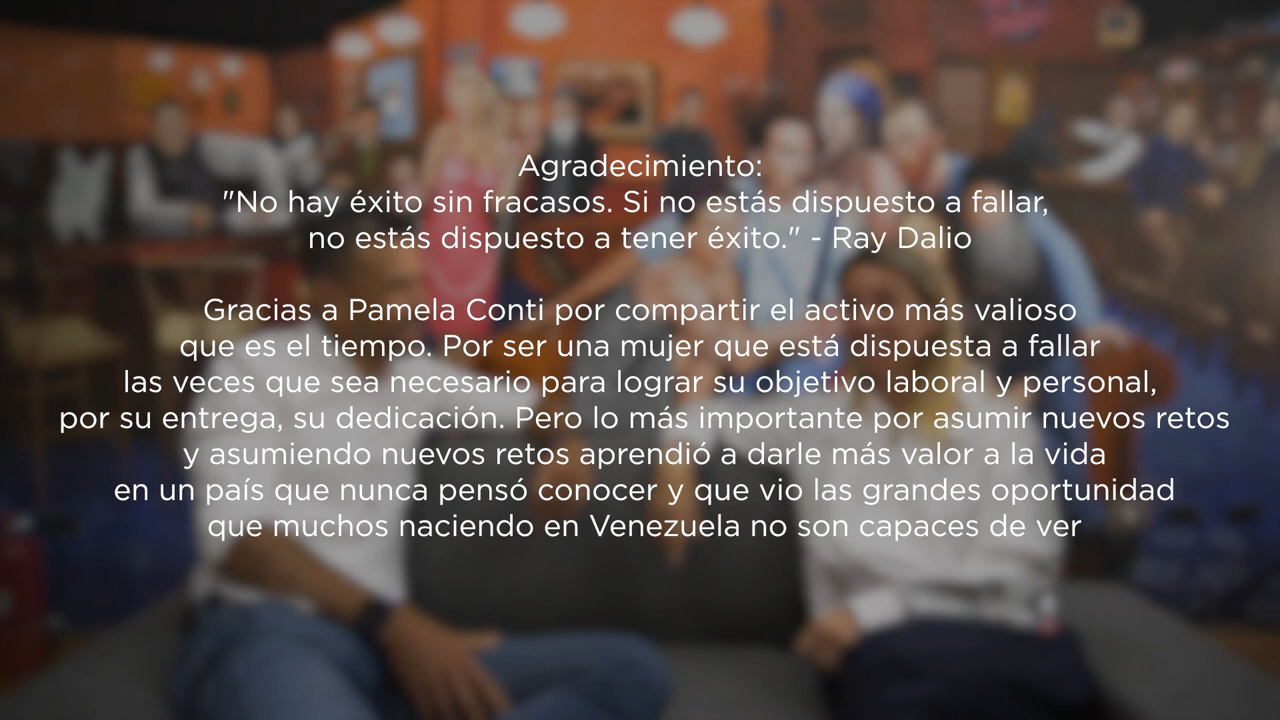 Agradecimiento:
"No hay éxito sin fracasos. Si no estás dispuesto a fallar,
no estás dispuesto a tener éxito." - Ray Dalio
Gracias a Pamela Conti por compartir el activo más valioso
que es el tiempo. Por ser una mujer que está dispuesta a fallar
las veces que sea necesario para lograr su objetivo laboral y personal,
por su entrega, su dedicación. Pero lo más importante por asumir nuevos retos
y asumiendo nuevos retos aprendió a darle más valor a la vida
en un país que nunca pensó conocer y que vio las grandes oportunidad
que muchos naciendo en Venezuela no son capaces de ver